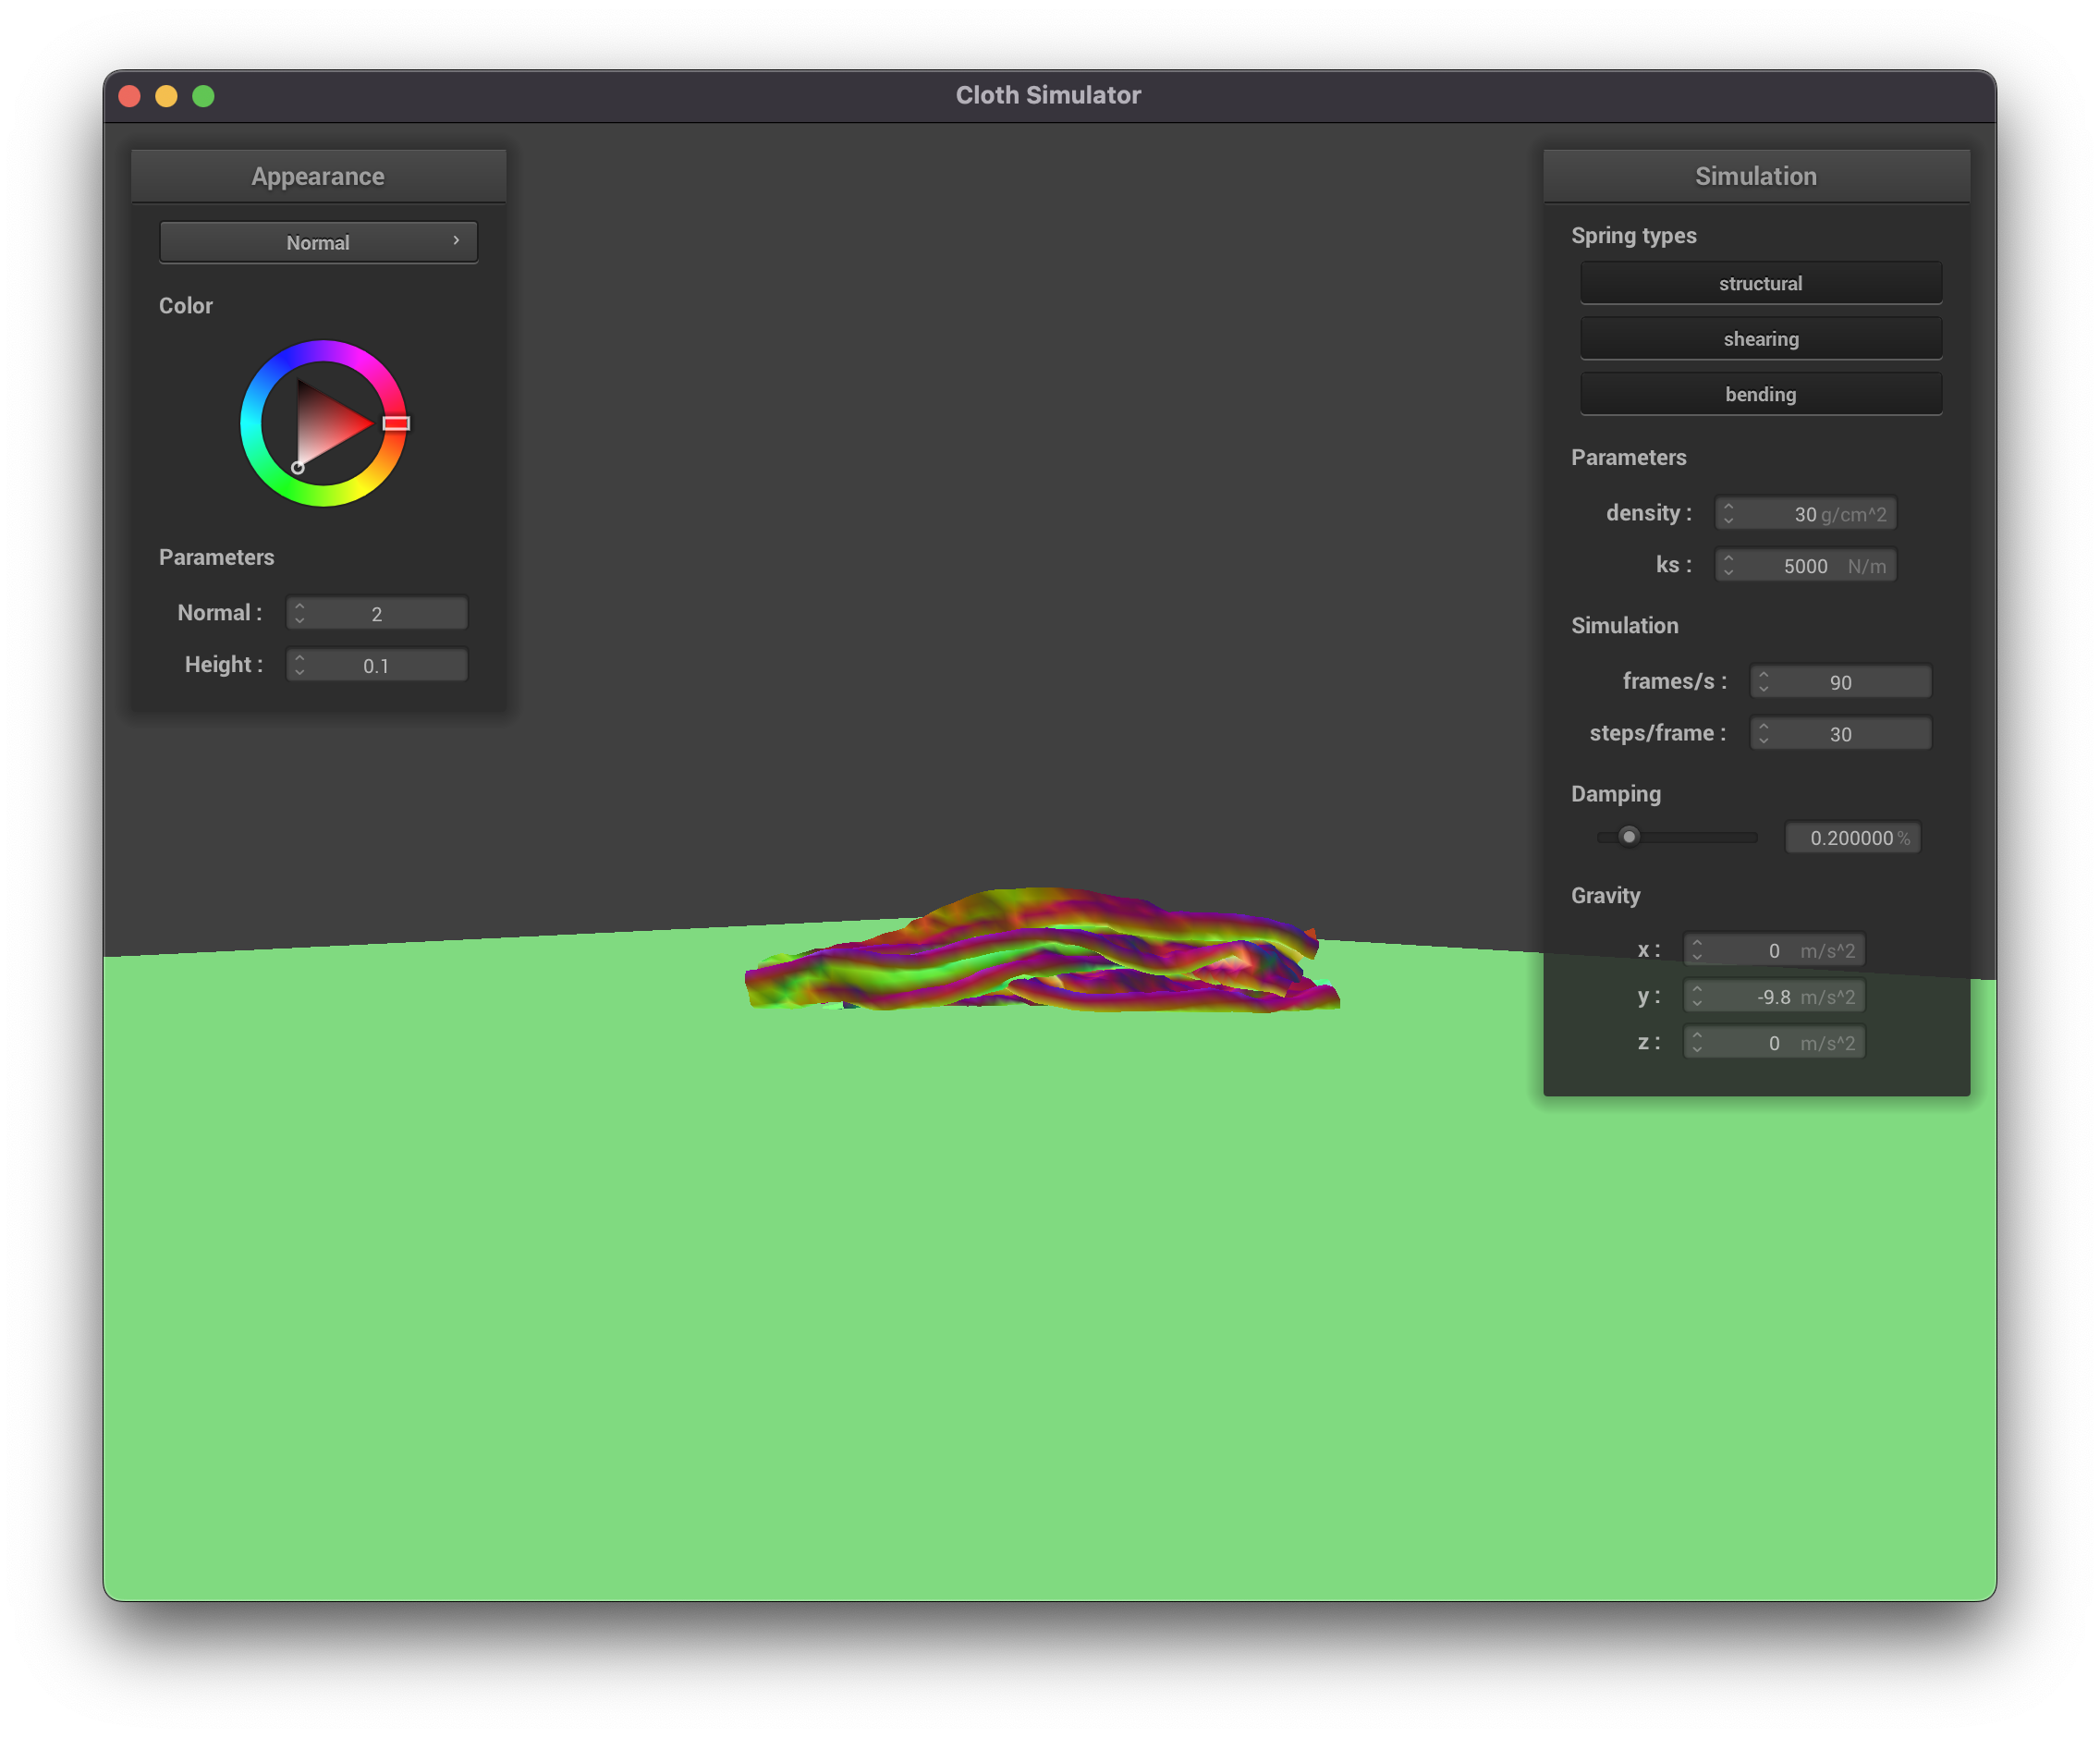 Cloth Simulator
Appearance
Normal
Color
Parameters
Normal : 2
Height : 0.1
Simulation
Spring types
structural
shearing
bending
Parameters
density : 30 g/cm^2
ks : 5000 N/m
Simulation
frames/s : 90
steps/frame : 30
Damping
0.200000 %
Gravity
x : 0 m/s^2
y : -9.8 m/s^2
z : 0 m/s^2